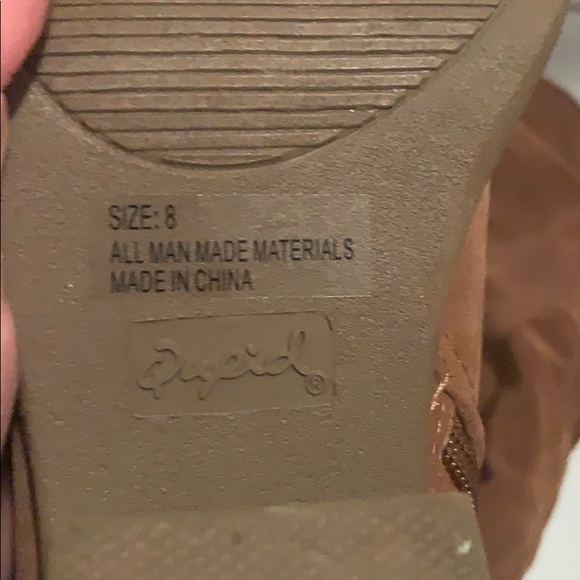 SIZE: 8
ALL MAN MADE MATERIALS
MADE IN CHINA
Qupid®